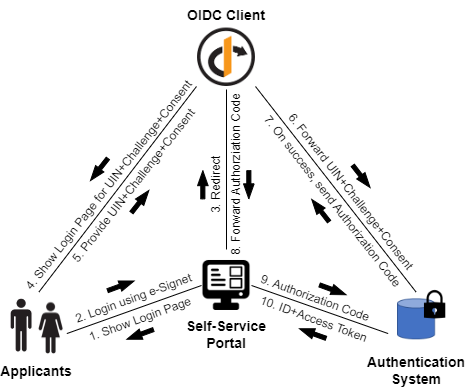 OIDC Client
4. Show Login Page for UIN+Challenge+Consent
5. Provide UIN+Challenge+Consent
3. Redirect
8. Forward Authorziation Code
6. Forward UIN+Challenge+Consent
7. On success, send Authorization Code
2. Login using e-Signet
1. Show Login Page
9. Authorization Code
10. ID+Access Token
Applicants
Self-Service
Portal
Authentication
System